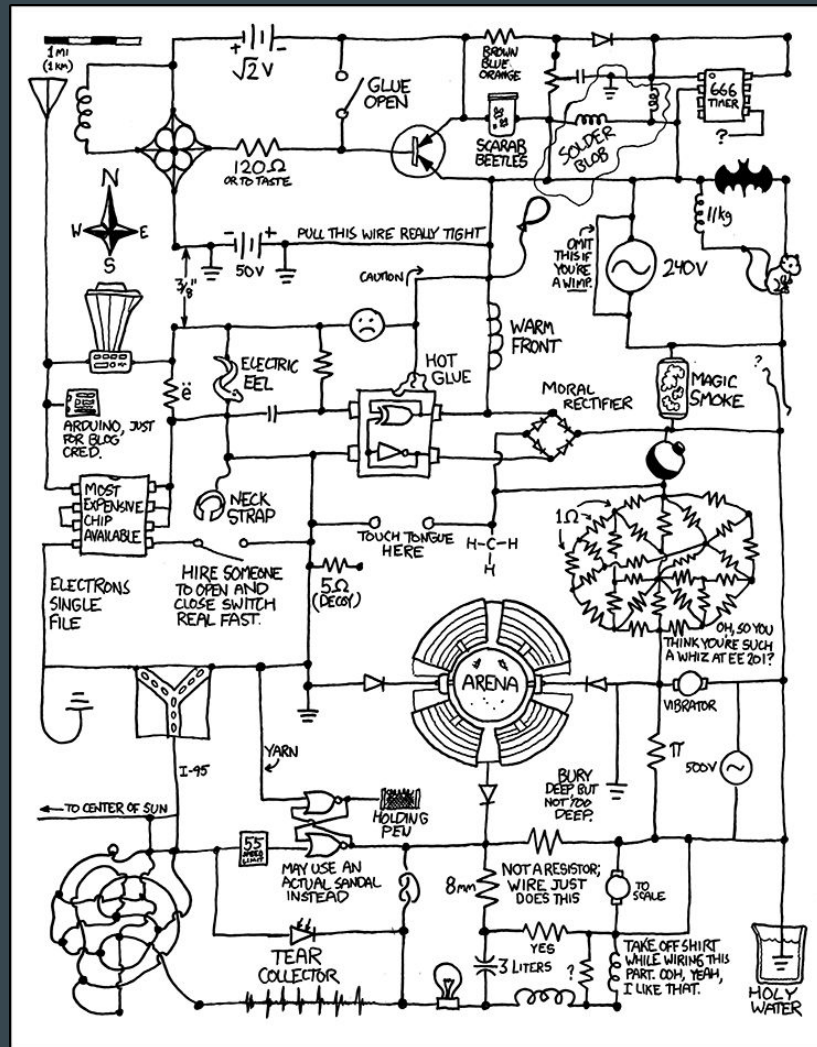 1 MI
(1 KM)
+ -
√2 V
GLUE
OPEN
BROWN
BLUE
ORANGE
666
TIMER
?
SCARAB
BEETLES
SOLDER
BLOB
120Ω
OR TO TASTE
N
W E
S
- +
50V
PULL THIS WIRE REALLY TIGHT
3/8"
CAUTION
OMIT
THIS IF
YOU'RE
A WIMP.
240V
11kg
WARM
FRONT
ELECTRIC
EEL
HOT
GLUE
MORAL
RECTIFIER
MAGIC
SMOKE
?
ë
ARDUINO, JUST
FOR BLOG
CRED.
MOST
EXPENSIVE
CHIP
AVAILABLE
NECK
STRAP
TOUCH TONGUE
HERE
H-C-H
H
1Ω
ELECTRONS
SINGLE
FILE
HIRE SOMEONE
TO OPEN AND
CLOSE SWITCH
REAL FAST.
5Ω
(DECOY)
OH, SO YOU
THINK YOU'RE SUCH
A WHIZ AT EE 201?
ARENA
VIBRATOR
YARN
I-95
π
500V
BURY
DEEP, BUT
NOT TOO
DEEP.
TO CENTER OF SUN
HOLDING
PEN
55
SPEED
LIMIT
MAY USE AN
ACTUAL SANDAL
INSTEAD
NOT A RESISTOR;
WIRE JUST
DOES THIS
8mm
TO
SCALE
TEAR
COLLECTOR
YES
3 LITERS
?
TAKE OFF SHIRT
WHILE WIRING THIS
PART. OOH, YEAH,
I LIKE THAT.
HOLY
WATER